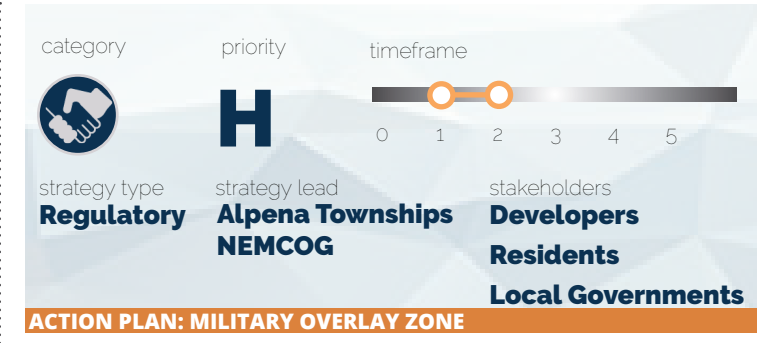 category
priority
timeframe
H
0 1 2 3 4 5
strategy type
Regulatory
strategy lead
Alpena Townships
NEMCOG
stakeholders
Developers
Residents
Local Governments
ACTION PLAN: MILITARY OVERLAY ZONE